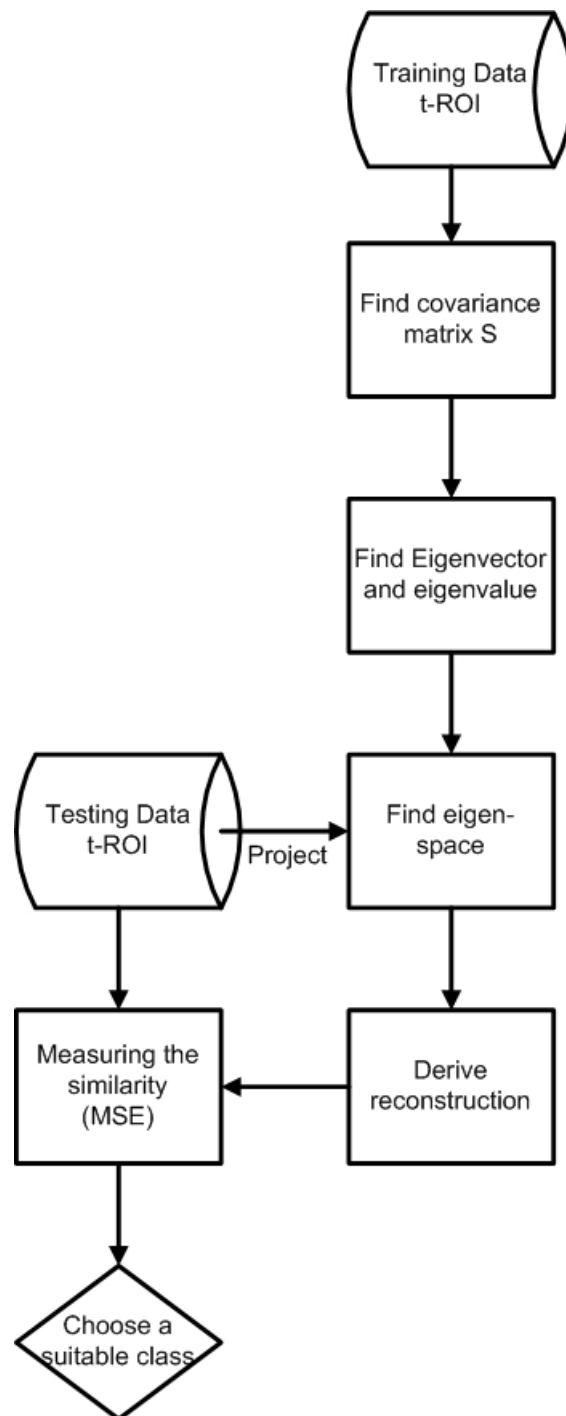 Training Data
t-ROI
Find covariance
matrix S
Find Eigenvector
and eigenvalue
Testing Data
t-ROI
Project
Find eigen-
space
Measuring the
similarity
(MSE)
Derive
reconstruction
Choose a
suitable class